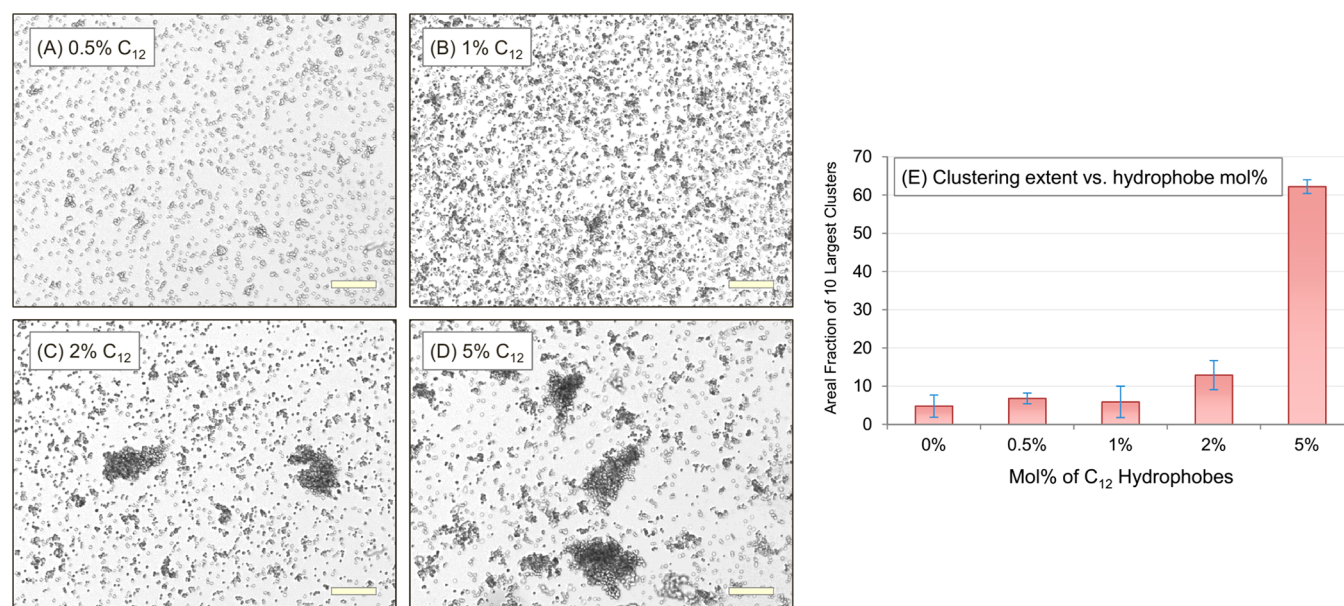 (A) 0.5% C₁₂
(B) 1% C₁₂
(C) 2% C₁₂
(D) 5% C₁₂
(E) Clustering extent vs. hydrophobe mol%
Areal Fraction of 10 Largest Clusters
70
60
50
40
30
20
10
0
0% 0.5% 1% 2% 5%
Mol% of C₁₂ Hydrophobes